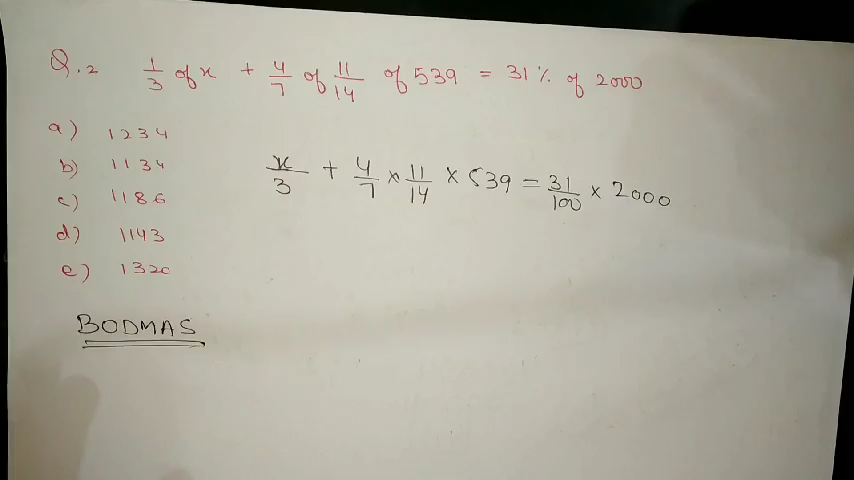 Q.2 1/3 of x + 4/7 of 11/14 of 539 = 31% of 2000
a) 1234
b) 1134
c) 1186
d) 1143
e) 1320
x/3 + 4/7 × 11/14 × 539 = 31/100 × 2000
BODMAS